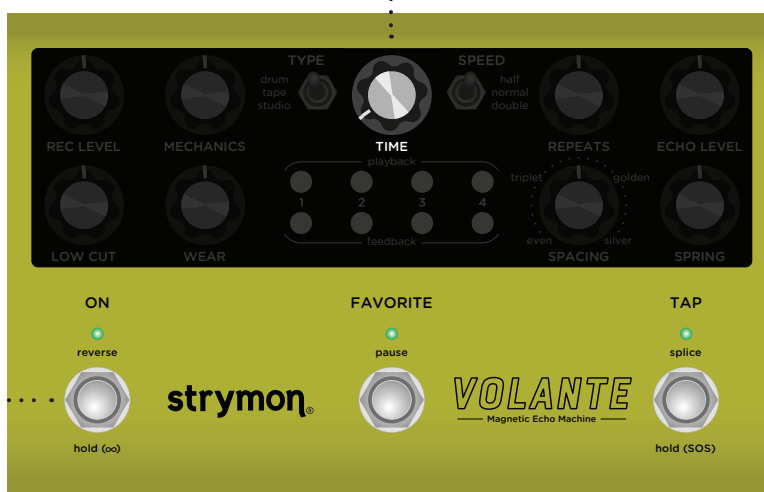 TYPE
SPEED
drum
tape
studio
half
normal
double
REC LEVEL
MECHANICS
TIME
REPEATS
ECHO LEVEL
playback
triplet
golden
1 2 3 4
even
silver
feedback
LOW CUT
WEAR
SPACING
SPRING
ON
FAVORITE
TAP
reverse
pause
splice
strymon®
VOLANTE
Magnetic Echo Machine
hold (∞)
hold (SOS)